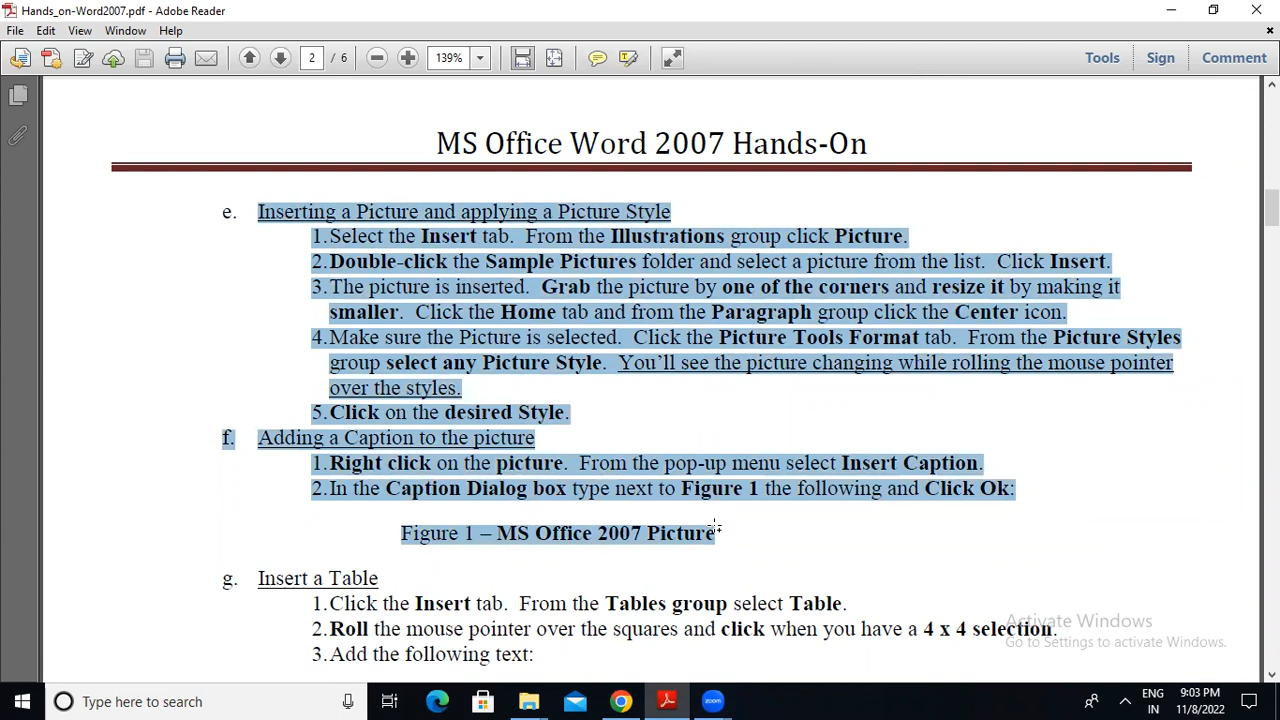 Hands_on-Word2007.pdf - Adobe Reader
File Edit View Window Help
2 / 6 139% Tools Sign Comment
MS Office Word 2007 Hands-On
e. Inserting a Picture and applying a Picture Style
1.Select the Insert tab. From the Illustrations group click Picture.
2.Double-click the Sample Pictures folder and select a picture from the list. Click Insert.
3.The picture is inserted. Grab the picture by one of the corners and resize it by making it
smaller. Click the Home tab and from the Paragraph group click the Center icon.
4.Make sure the Picture is selected. Click the Picture Tools Format tab. From the Picture Styles
group select any Picture Style. You’ll see the picture changing while rolling the mouse pointer
over the styles.
5.Click on the desired Style.
f. Adding a Caption to the picture
1.Right click on the picture. From the pop-up menu select Insert Caption.
2.In the Caption Dialog box type next to Figure 1 the following and Click Ok:
Figure 1 – MS Office 2007 Picture
g. Insert a Table
1.Click the Insert tab. From the Tables group select Table.
2.Roll the mouse pointer over the squares and click when you have a 4 x 4 selection.
3.Add the following text:
Activate Windows
Go to Settings to activate Windows.
Type here to search
zoom
ENG
IN
9:03 PM
11/8/2022